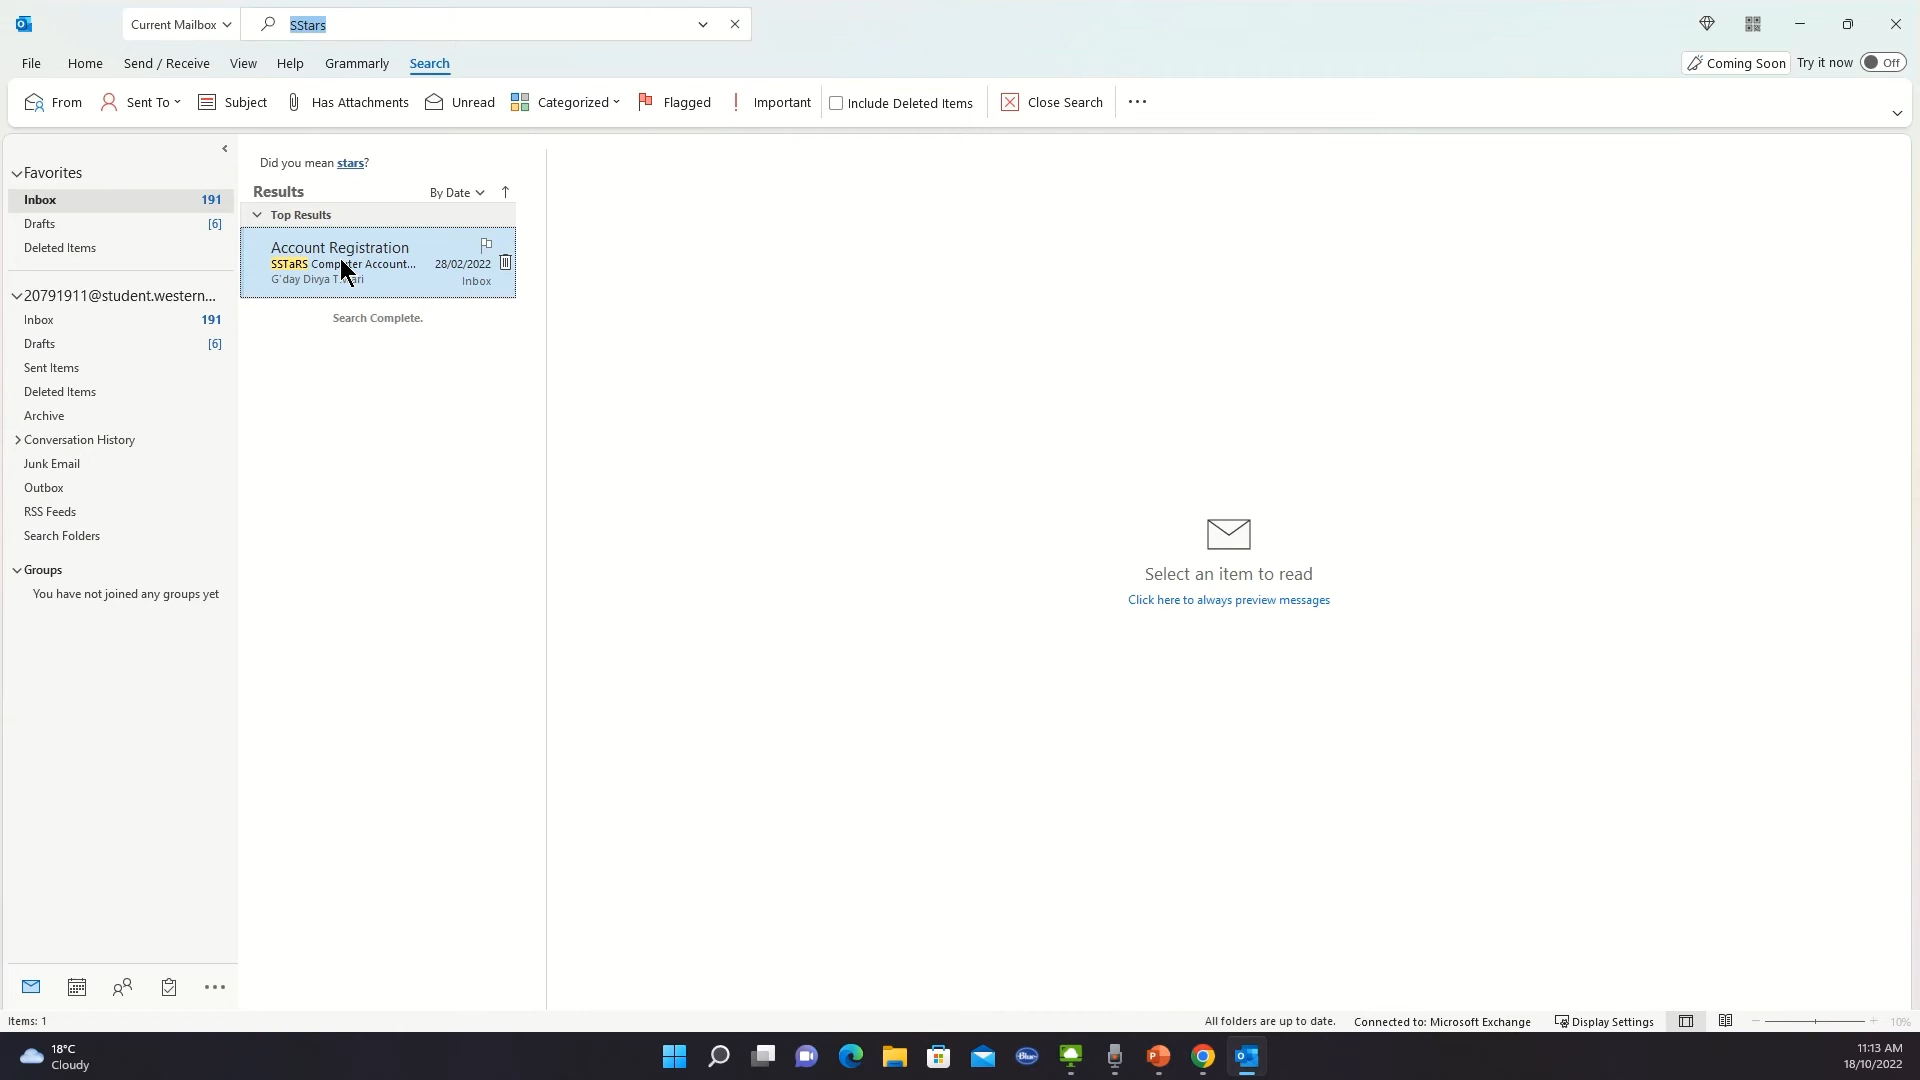 Current Mailbox
SStars
File Home Send / Receive View Help Grammarly Search
Coming Soon Try it now Off
From Sent To Subject Has Attachments Unread Categorized Flagged Important Include Deleted Items Close Search
Favorites
Inbox 191
Drafts [6]
Deleted Items
20791911@student.western...
Inbox 191
Drafts [6]
Sent Items
Deleted Items
Archive
Conversation History
Junk Email
Outbox
RSS Feeds
Search Folders
Groups
You have not joined any groups yet
Did you mean stars?
Results By Date
Top Results
Account Registration
SSTaRS Computer Account... 28/02/2022
G'day Divya Inbox
Search Complete.
Select an item to read
Click here to always preview messages
Items: 1
All folders are up to date. Connected to: Microsoft Exchange Display Settings 10%
18°C
Cloudy
Blue
11:13 AM
18/10/2022